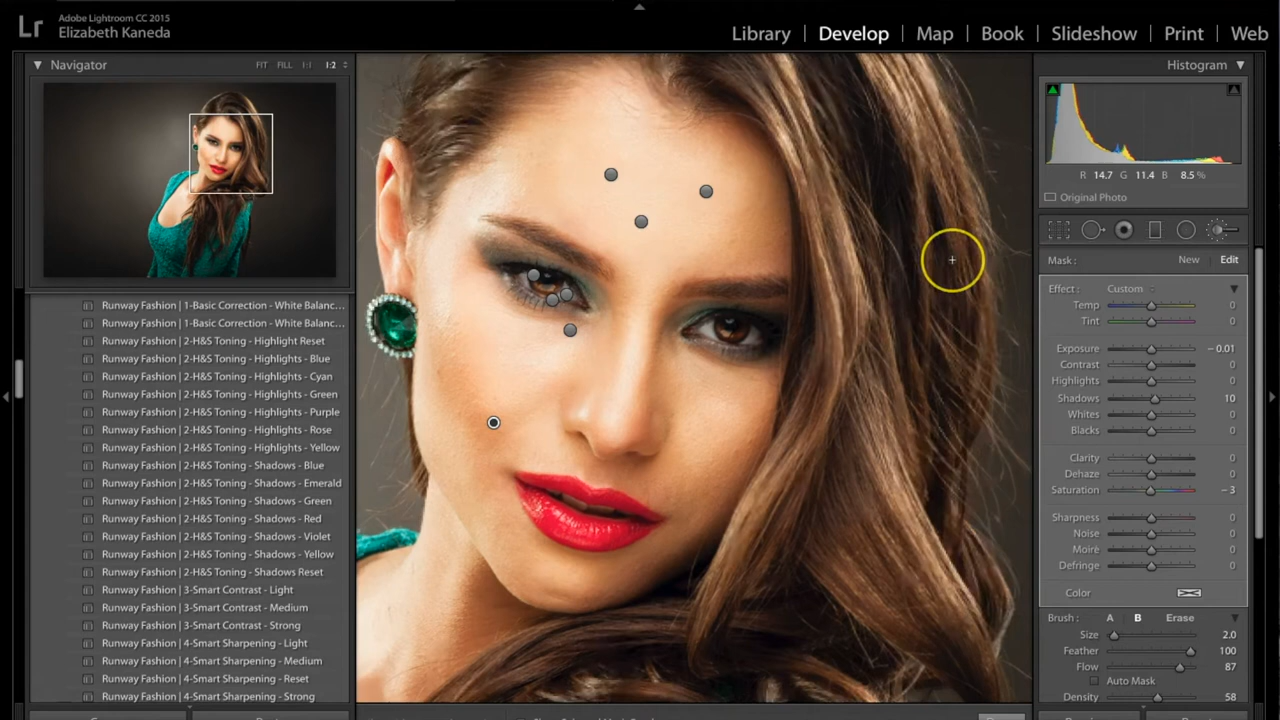 Lr
Adobe Lightroom CC 2015
Elizabeth Kaneda
Library | Develop | Map | Book | Slideshow | Print | Web
Navigator
FIT FILL 1:1 1:2
Runway Fashion | 1-Basic Correction - White Balanc...
Runway Fashion | 1-Basic Correction - White Balanc...
Runway Fashion | 2-H&S Toning - Highlight Reset
Runway Fashion | 2-H&S Toning - Highlights - Blue
Runway Fashion | 2-H&S Toning - Highlights - Cyan
Runway Fashion | 2-H&S Toning - Highlights - Green
Runway Fashion | 2-H&S Toning - Highlights - Purple
Runway Fashion | 2-H&S Toning - Highlights - Rose
Runway Fashion | 2-H&S Toning - Highlights - Yellow
Runway Fashion | 2-H&S Toning - Shadows - Blue
Runway Fashion | 2-H&S Toning - Shadows - Emerald
Runway Fashion | 2-H&S Toning - Shadows - Green
Runway Fashion | 2-H&S Toning - Shadows - Red
Runway Fashion | 2-H&S Toning - Shadows - Violet
Runway Fashion | 2-H&S Toning - Shadows - Yellow
Runway Fashion | 2-H&S Toning - Shadows Reset
Runway Fashion | 3-Smart Contrast - Light
Runway Fashion | 3-Smart Contrast - Medium
Runway Fashion | 3-Smart Contrast - Strong
Runway Fashion | 4-Smart Sharpening - Light
Runway Fashion | 4-Smart Sharpening - Medium
Runway Fashion | 4-Smart Sharpening - Reset
Runway Fashion | 4-Smart Sharpening - Strong
Histogram
R 14.7 G 11.4 B 8.5 %
Original Photo
Mask : New Edit
Effect : Custom
Temp 0
Tint 0
Exposure – 0.01
Contrast 0
Highlights 0
Shadows 10
Whites 0
Blacks 0
Clarity 0
Dehaze 0
Saturation – 3
Sharpness 0
Noise 0
Moire 0
Defringe 0
Color
Brush : A B Erase
Size 2.0
Feather 100
Flow 87
Auto Mask
Density 58